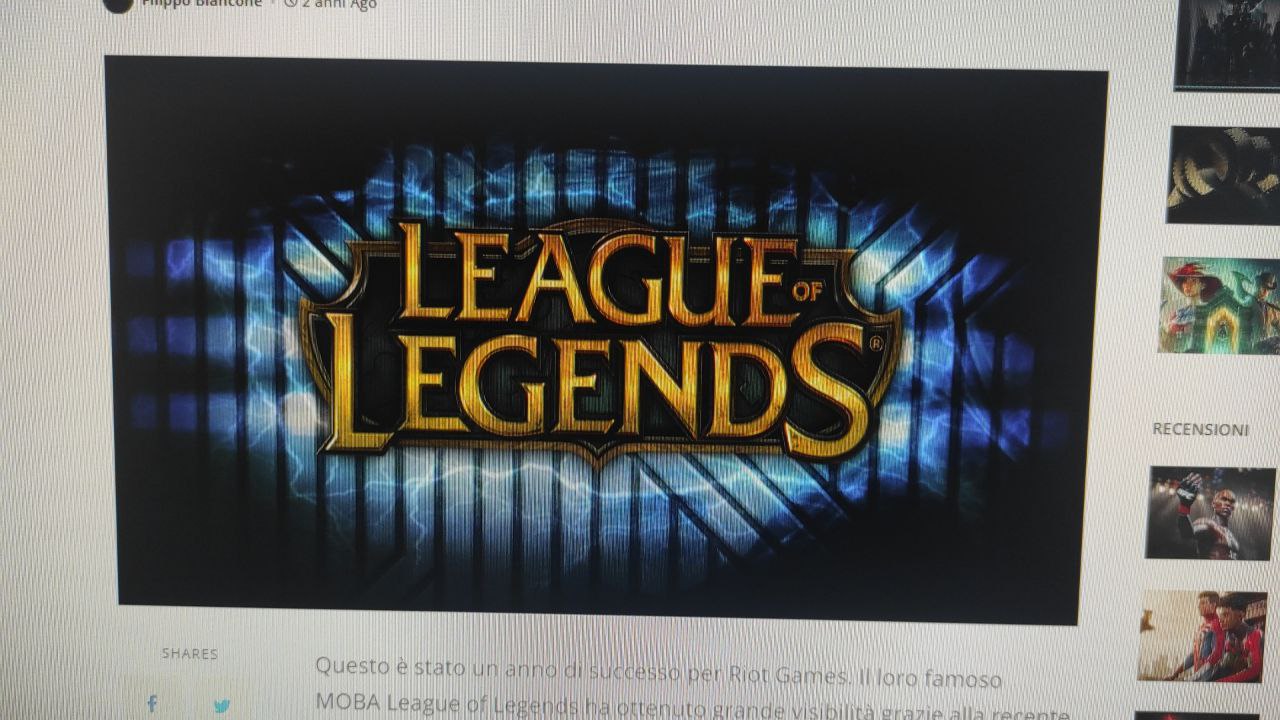 Filippo Biancone
2 anni Ago
LEAGUE OF
LEGENDS®
RECENSIONI
SHARES
Questo è stato un anno di successo per Riot Games. Il loro famoso
MOBA League of Legends ha ottenuto grande visibilità grazie alla recente